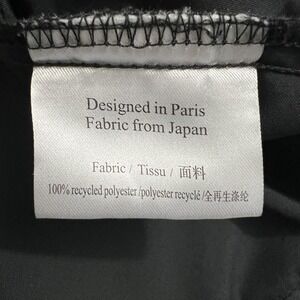 Designed in Paris
Fabric from Japan
Fabric / Tissu / 面料
100% recycled polyester /polyester recyclé/全再生涤纶